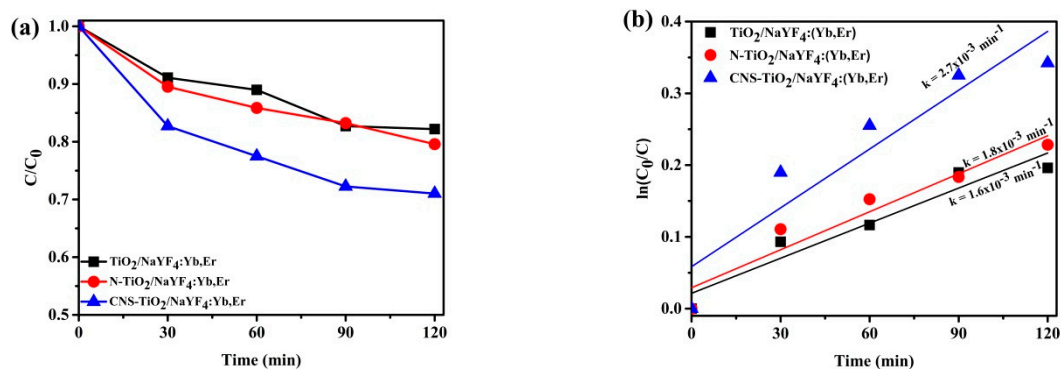 (a)
1.0
0.9
0.8
0.7
0.6
0.5
C/C₀
TiO₂/NaYF₄:Yb,Er
N-TiO₂/NaYF₄:Yb,Er
CNS-TiO₂/NaYF₄:Yb,Er
0 30 60 90 120
Time (min)
(b)
0.4
0.3
0.2
0.1
0.0
ln(C₀/C)
TiO₂/NaYF₄:(Yb,Er)
N-TiO₂/NaYF₄:(Yb,Er)
CNS-TiO₂/NaYF₄:(Yb,Er)
k = 2.7x10⁻³ min⁻¹
k = 1.8x10⁻³ min⁻¹
k = 1.6x10⁻³ min⁻¹
0 30 60 90 120
Time (min)